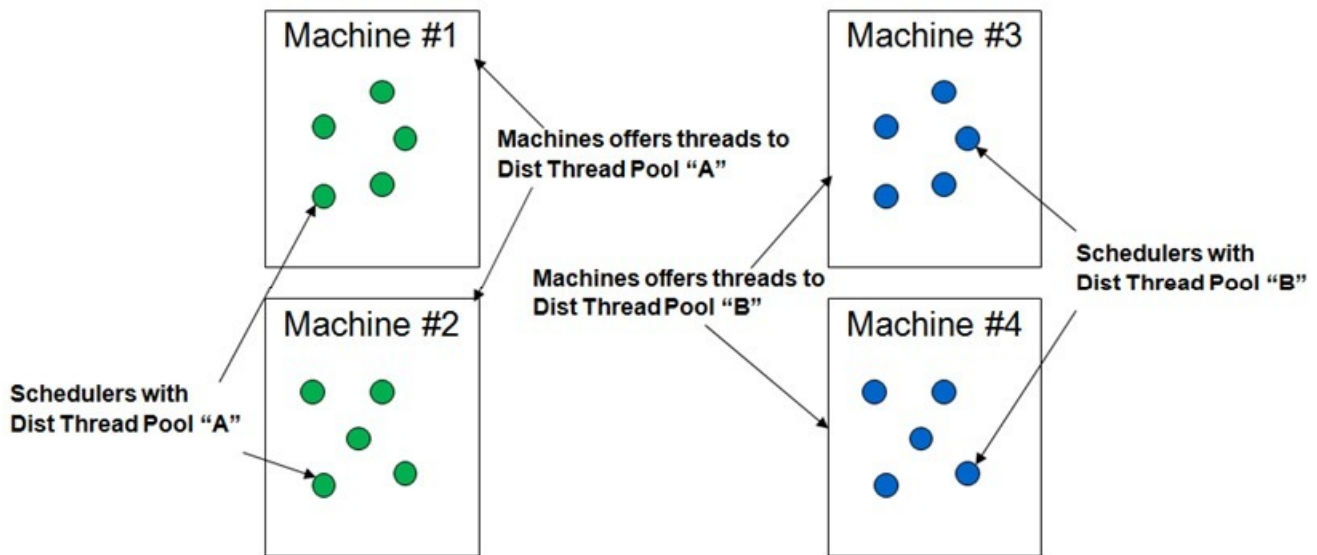 Machine #1
Machine #3
Machines offers threads to
Dist Thread Pool “A”
Schedulers with
Dist Thread Pool “B”
Machines offers threads to
Dist Thread Pool “B”
Machine #2
Machine #4
Schedulers with
Dist Thread Pool “A”